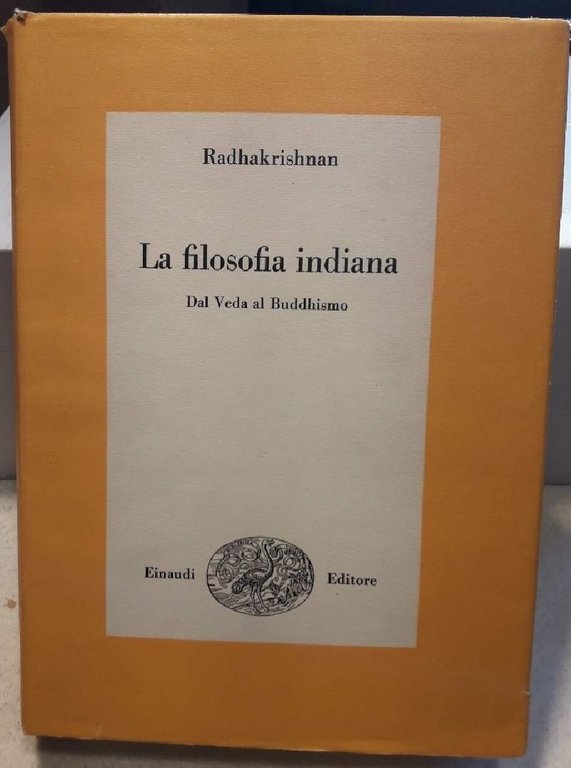 Radhakrishnan
La filosofia indiana
Dal Veda al Buddhismo
Einaudi Editore